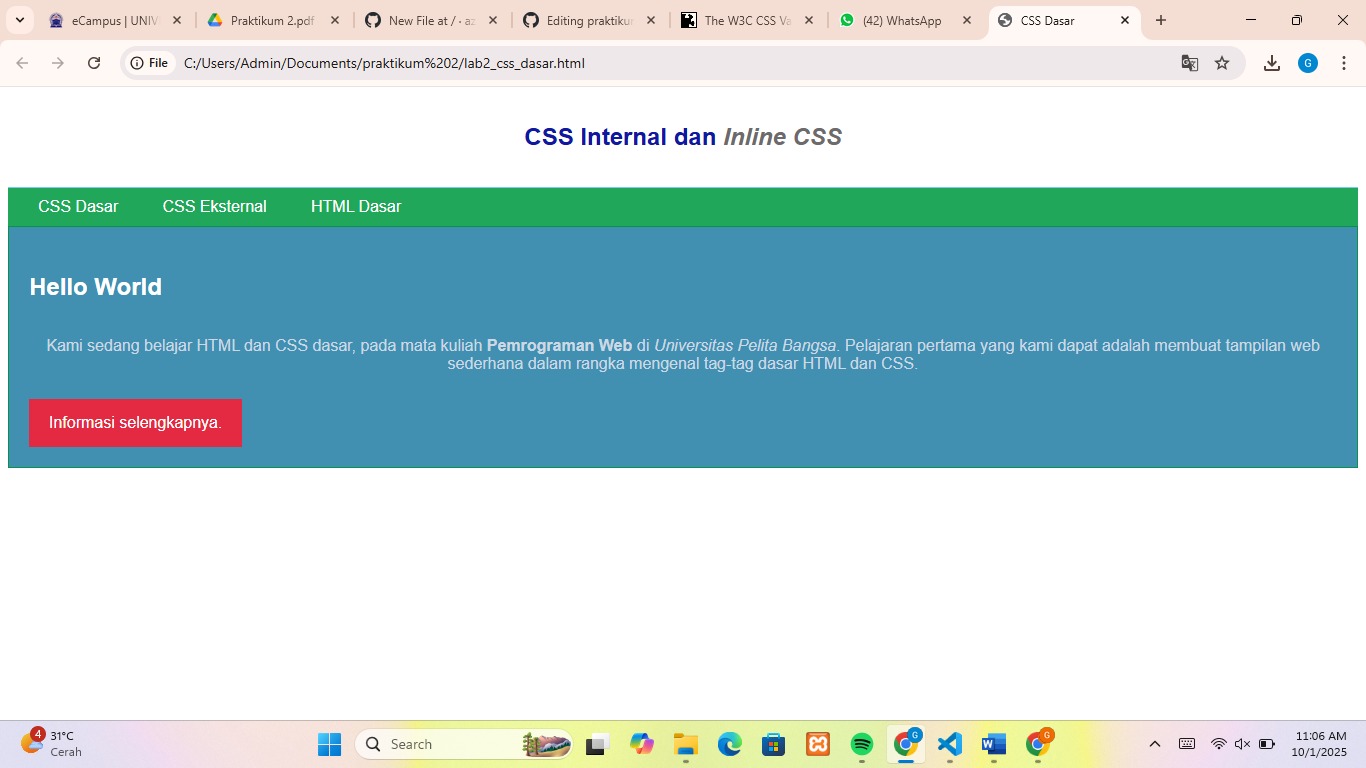 eCampus | UNIV
Praktikum 2.pdf
New File at / · az
Editing praktikum
The W3C CSS Va
(42) WhatsApp
CSS Dasar
File
C:/Users/Admin/Documents/praktikum%202/lab2_css_dasar.html
G
CSS Internal dan Inline CSS
CSS Dasar
CSS Eksternal
HTML Dasar
Hello World
Kami sedang belajar HTML dan CSS dasar, pada mata kuliah Pemrograman Web di Universitas Pelita Bangsa. Pelajaran pertama yang kami dapat adalah membuat tampilan web
sederhana dalam rangka mengenal tag-tag dasar HTML dan CSS.
Informasi selengkapnya.
4
31°C
Cerah
Search
G
G
11:06 AM
10/1/2025